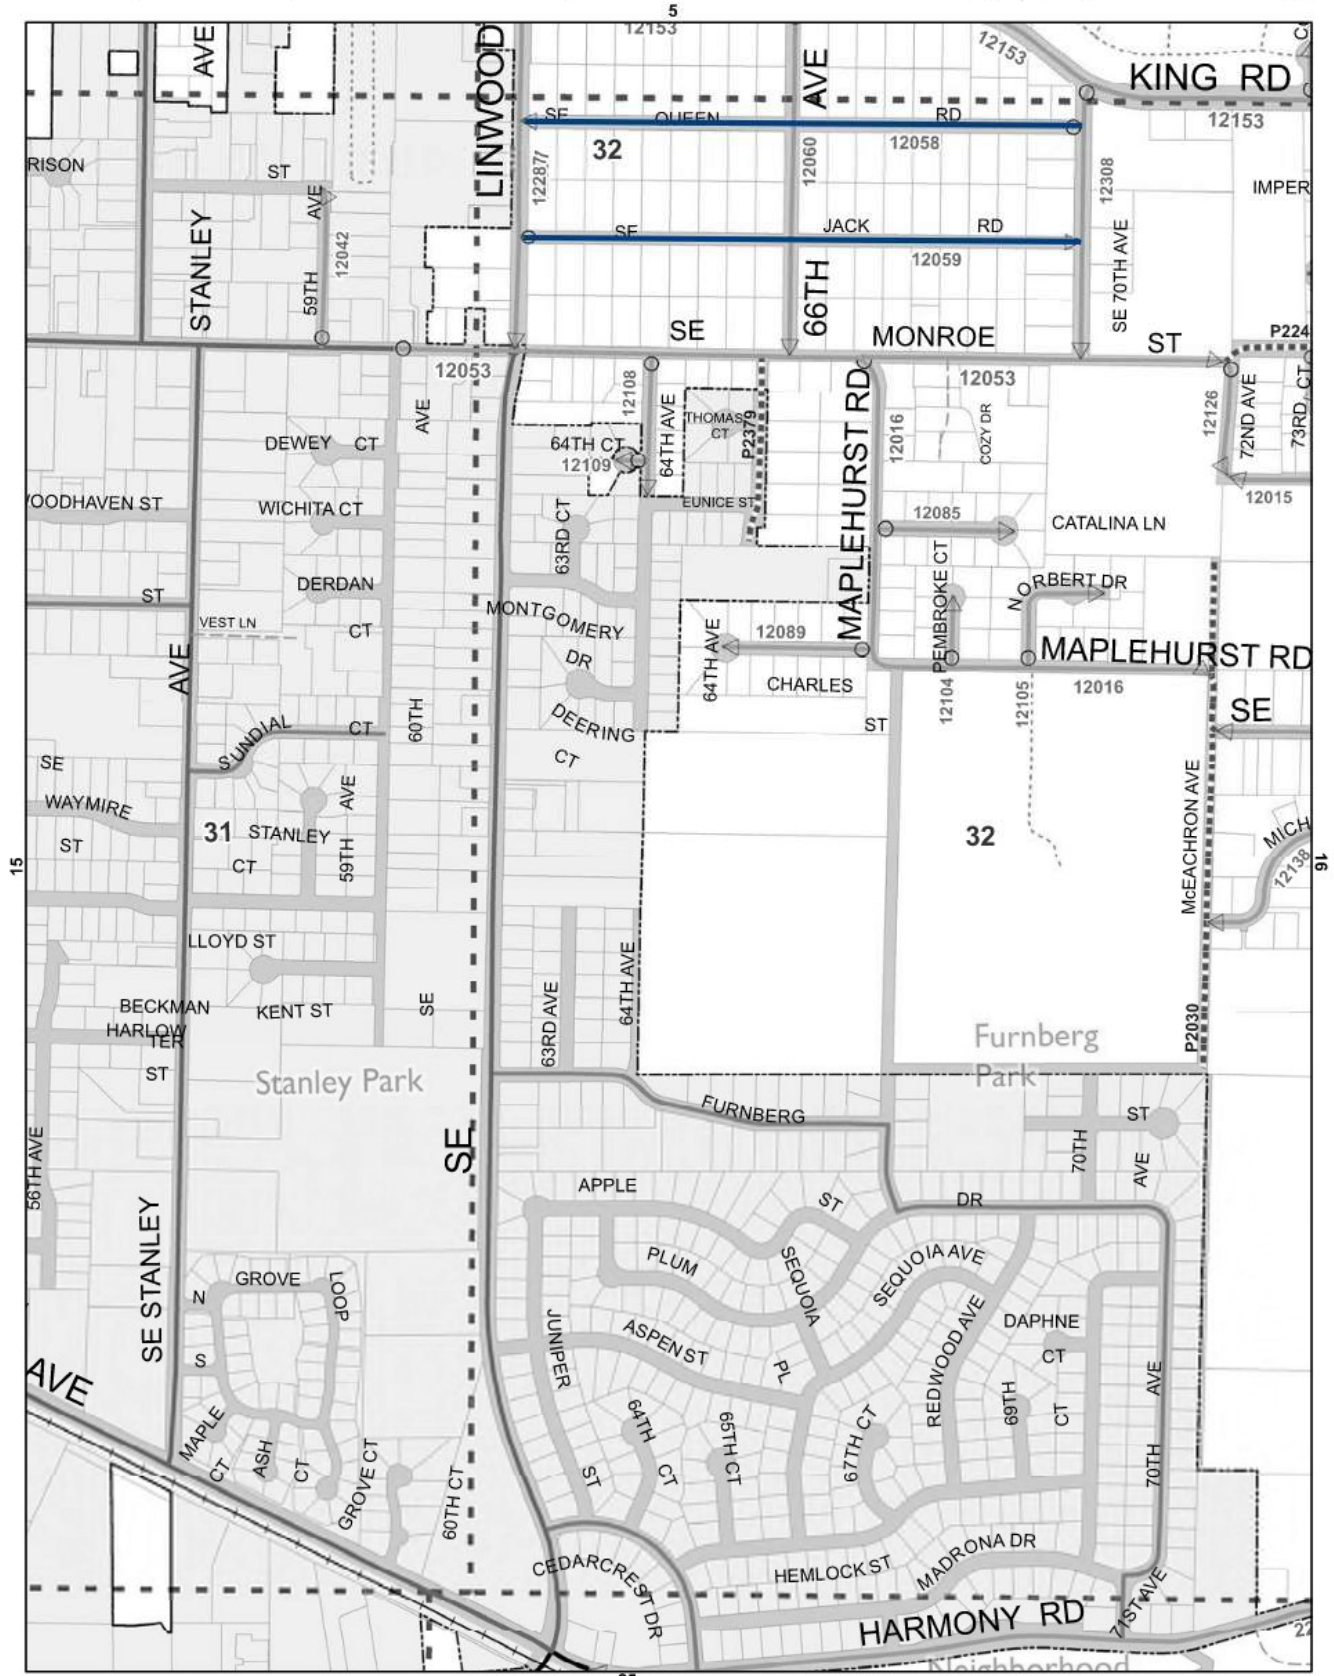 5
12153
12153
KING RD
12153
AVE
LINWOOD
AVE
SE QUEEN RD
12058
32
12287
12060
12308
RISON
ST
AVE
IMPER
STANLEY
59TH
12042
SE JACK RD
12059
66TH
SE 70TH AVE
SE MONROE ST
P224
12053
12053
12108
64TH AVE
THOMAS
CT
P2379
MAPLEHURST RD
12016
COZY DR
12126
72ND AVE
73RD CT
12015
AVE
DEWEY CT
64TH CT
12109
EUNICE ST
WICHITA CT
63RD CT
12085
CATALINA LN
DERDAN
CT
ST
VEST LN
AVE
MONTGOMERY
DR
PEMBROKE CT
NORBERT DR
64TH AVE
12089
CHARLES
ST
MAPLEHURST RD
12104
12105
12016
SE
60TH
SUNDIAL CT
DEERING
CT
SE
WAYMIRE
ST
31
STANLEY
CT
AVE
59TH
32
McEACHRON AVE
MICH
12138
15
16
LLOYD ST
BECKMAN
HARLOW
TER
ST
KENT ST
SE
63RD AVE
64TH AVE
P2030
Furnberg
Park
Stanley Park
FURNBERG
ST
70TH
AVE
56TH AVE
SE
APPLE
ST
DR
SE STANLEY
GROVE
LOOP
N
S
PLUM
SEQUOIA
SEQUOIA AVE
REDWOOD AVE
DAPHNE
CT
JUNIPER
ASPEN ST
PL
AVE
AVE
MAPLE
CT
ASH
CT
GROVE CT
60TH CT
ST
64TH
CT
65TH CT
67TH CT
69TH
CT
70TH
CEDARCREST DR
HEMLOCK ST
MADRONA DR
71ST AVE
HARMONY RD
Neighborhood